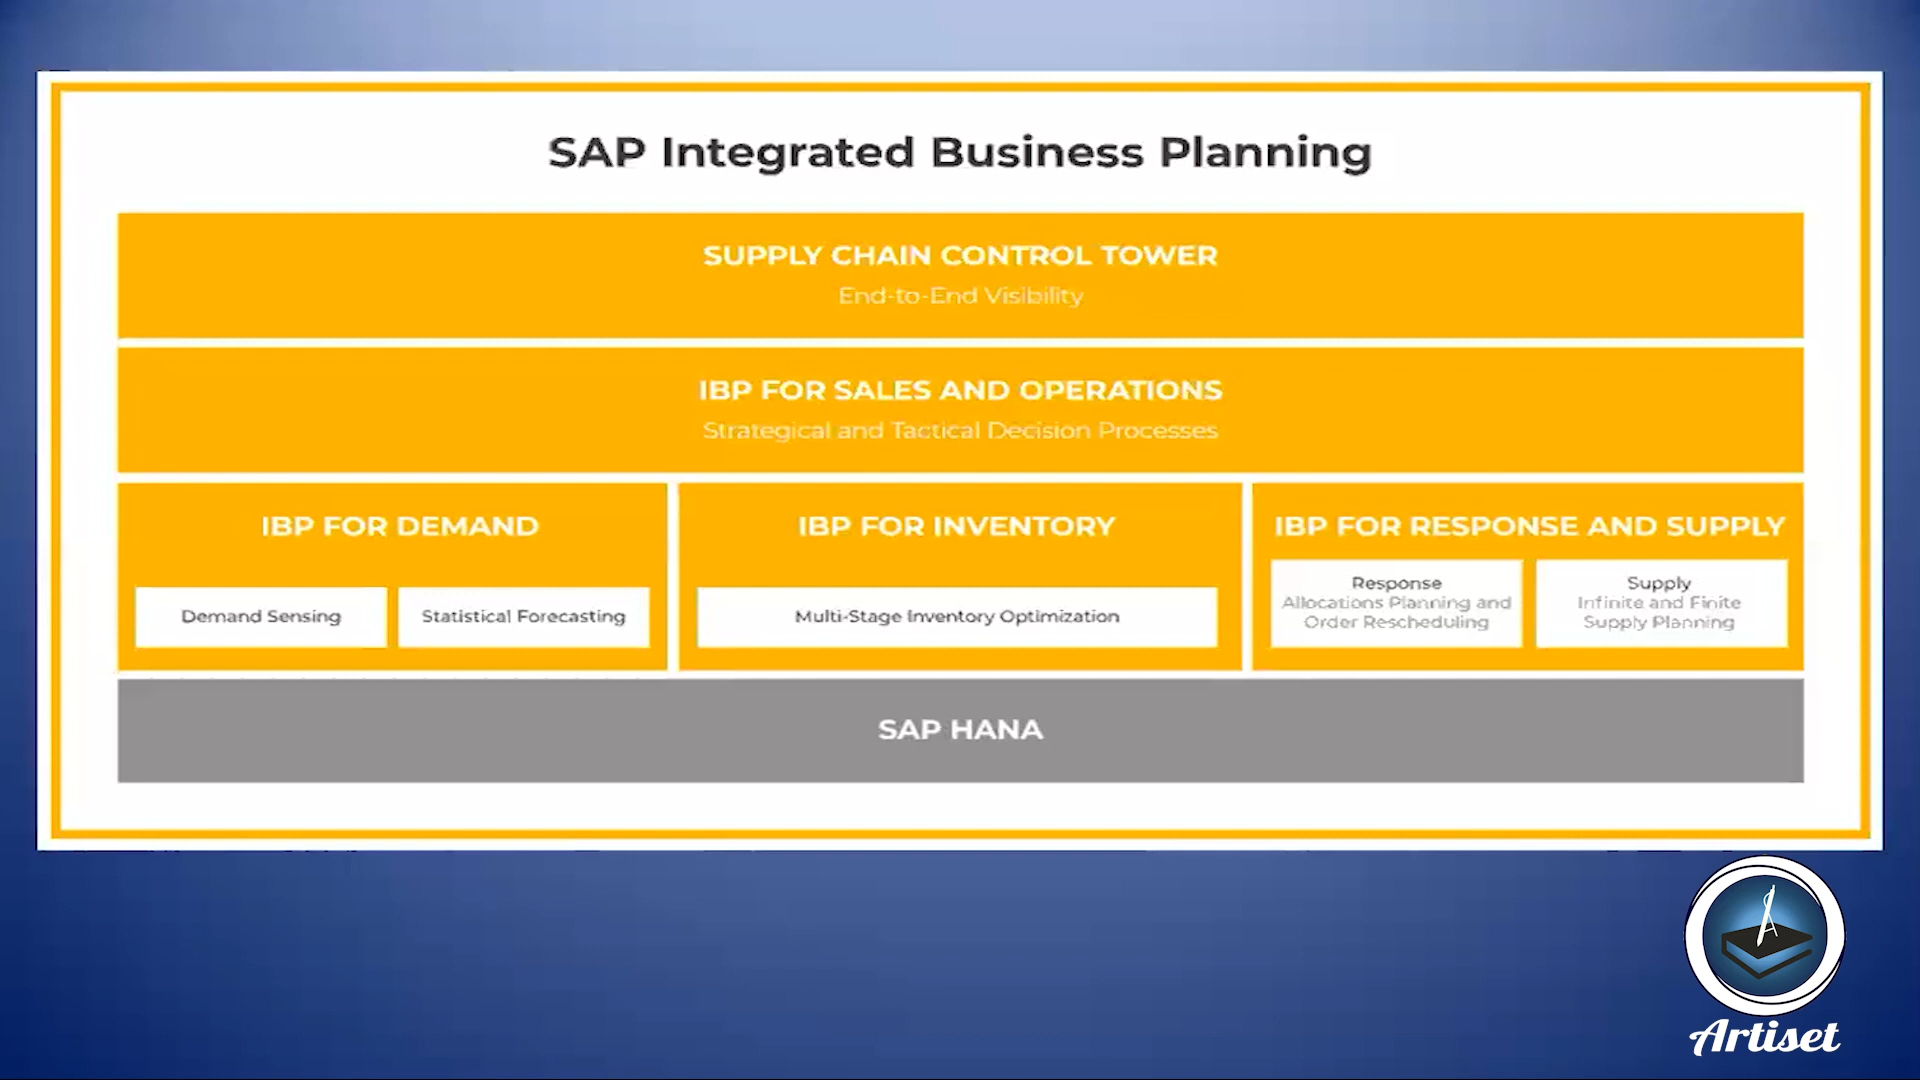 SAP Integrated Business Planning
SUPPLY CHAIN CONTROL TOWER
End-to-End Visibility
IBP FOR SALES AND OPERATIONS
Strategical and Tactical Decision Processes
IBP FOR DEMAND
Demand Sensing
Statistical Forecasting
IBP FOR INVENTORY
Multi-Stage Inventory Optimization
IBP FOR RESPONSE AND SUPPLY
Response
Allocations Planning and
Order Rescheduling
Supply
Infinite and Finite
Supply Planning
SAP HANA
Artiset